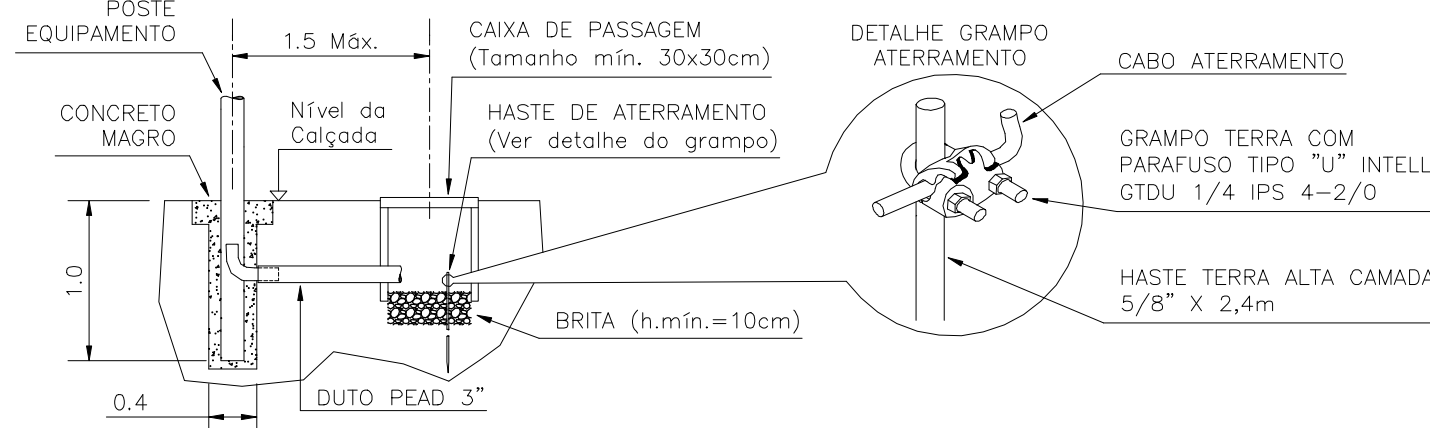 POSTE
EQUIPAMENTO
1.5 Máx.
CAIXA DE PASSAGEM
(Tamanho mín. 30x30cm)
DETALHE GRAMPO
ATERRAMENTO
CABO ATERRAMENTO
CONCRETO
MAGRO
Nível da
Calçada
HASTE DE ATERRAMENTO
(Ver detalhe do grampo)
GRAMPO TERRA COM
PARAFUSO TIPO "U" INTELL
GTDU 1/4 IPS 4-2/0
1.0
HASTE TERRA ALTA CAMADA
5/8" X 2,4m
BRITA (h.mín.=10cm)
DUTO PEAD 3"
0.4